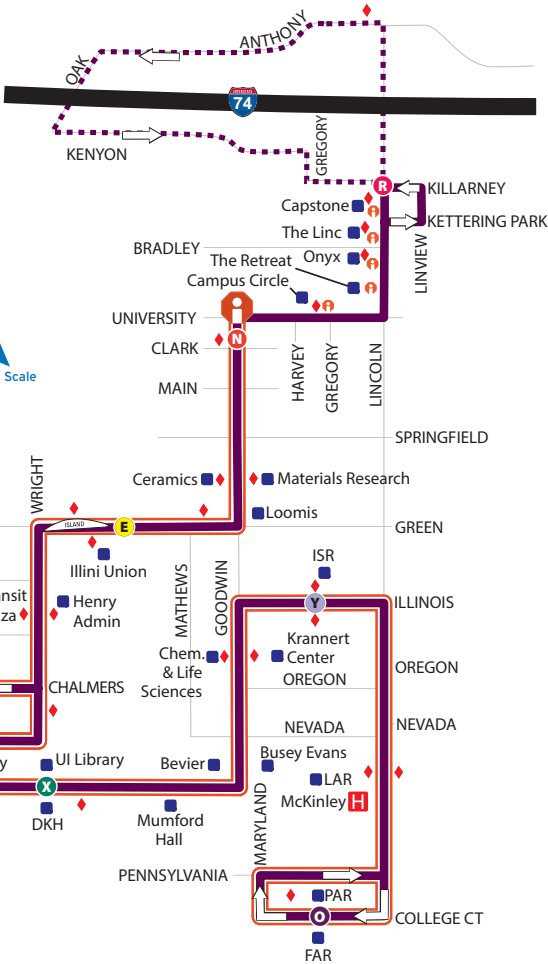 ANTHONY
OAK
INTERSTATE
74
KENYON
GREGORY
R
KILLARNEY
Capstone
KETTERING PARK
The Linc
BRADLEY
Onyx
The Retreat
LINVIEW
Campus Circle
UNIVERSITY
N
CLARK
Scale
HARVEY
GREGORY
LINCOLN
MAIN
SPRINGFIELD
WRIGHT
Ceramics
Materials Research
Loomis
ISLAND
E
GREEN
Illini Union
ISR
MATHEWS
GOODWIN
nsit
za
Henry
Admin
Y
ILLINOIS
Krannert
Center
Chem.
& Life
Sciences
OREGON
OREGON
CHALMERS
NEVADA
NEVADA
y
UI Library
Bevier
Busey Evans
LAR
X
McKinley H
DKH
Mumford
Hall
MARYLAND
PENNSYLVANIA
PAR
O
COLLEGE CT
FAR